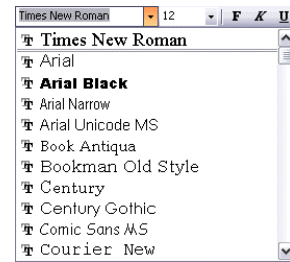 Times New Roman 12 F K U
Times New Roman
Arial
Arial Black
Arial Narrow
Arial Unicode MS
Book Antiqua
Bookman Old Style
Century
Century Gothic
Comic Sans MS
Courier New